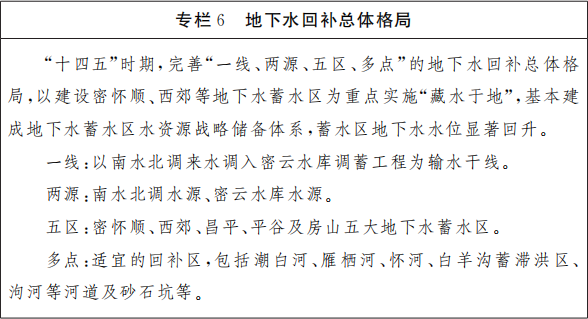 专栏6 地下水回补总体格局
“十四五”时期，完善“一线、两源、五区、多点”的地下水回补总体格
局，以建设密怀顺、西郊等地下水蓄水区为重点实施“藏水于地”，基本建
成地下水蓄水区水资源战略储备体系，蓄水区地下水水位显著回升。
一线：以南水北调来水调入密云水库调蓄工程为输水干线。
两源：南水北调水源、密云水库水源。
五区：密怀顺、西郊、昌平、平谷及房山五大地下水蓄水区。
多点：适宜的回补区，包括潮白河、雁栖河、怀河、白羊沟蓄滞洪区、
泃河等河道及砂石坑等。